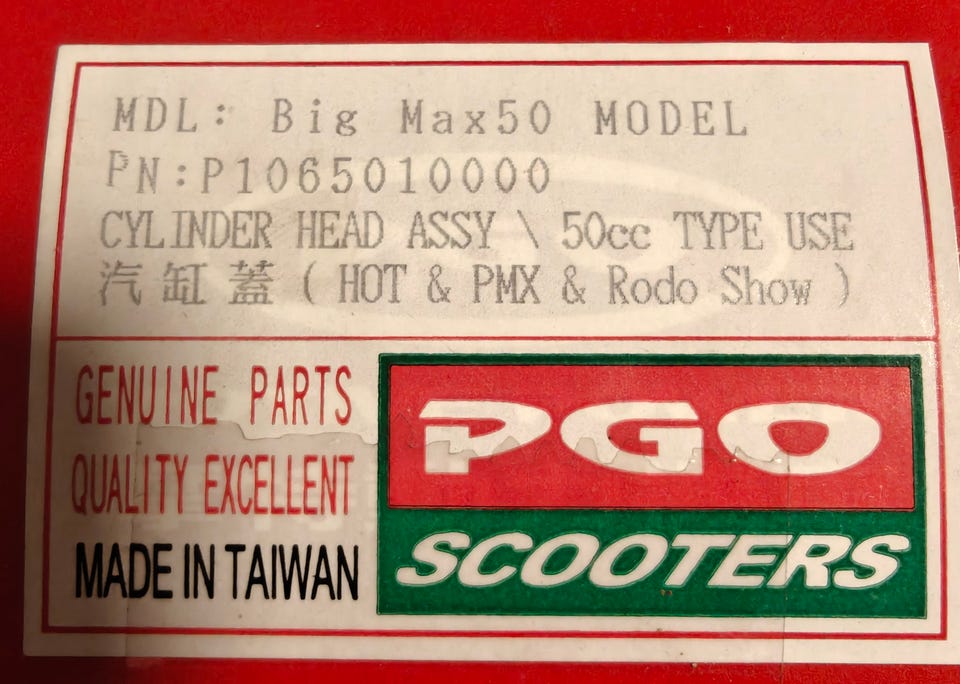 MDL: Big Max50 MODEL
PN:P1065010000
CYLINDER HEAD ASSY \ 50cc TYPE USE
汽缸蓋 ( HOT & PMX & Rodo Show )
GENUINE PARTS
QUALITY EXCELLENT
MADE IN TAIWAN
PGO
SCOOTERS